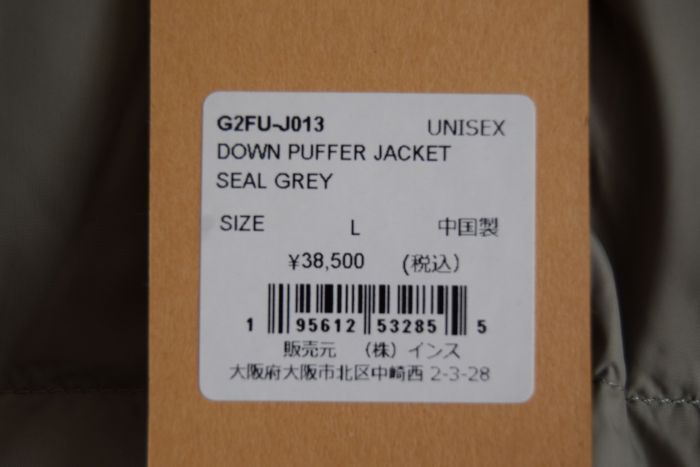 G2FU-J013 UNISEX
DOWN PUFFER JACKET
SEAL GREY
SIZE L 中国製
¥38,500 (税込)
1 95612 53285 5
販売元 (株)インス
大阪府大阪市北区中崎西 2-3-28